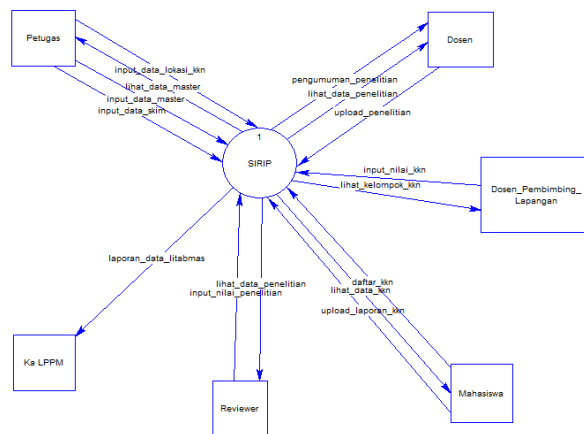 Petugas
Dosen
input_data_lokasi_kkn
lihat_data_master
input_data_master
input_data_skim
pengumuman_penelitian
lihat_data_penelitian
upload_penelitian
1
SIRIP
input_nilai_kkn
lihat_kelompok_kkn
Dosen_Pembimbing_
Lapangan
laporan_data_litabmas
lihat_data_penelitian
input_nilai_penelitian
daftar_kkn
lihat_data_kkn
upload_laporan_kkn
Ka LPPM
Reviewer
Mahasiswa